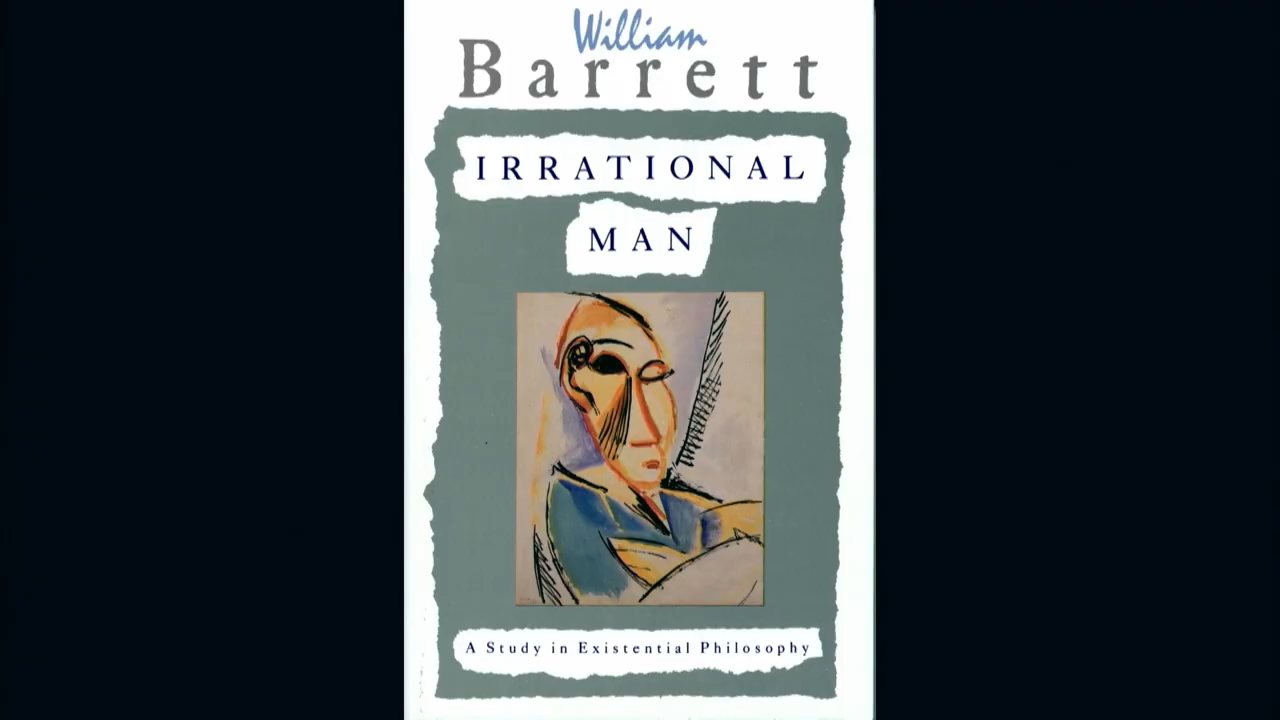 William
Barrett
IRRATIONAL
MAN
A Study in Existential Philosophy